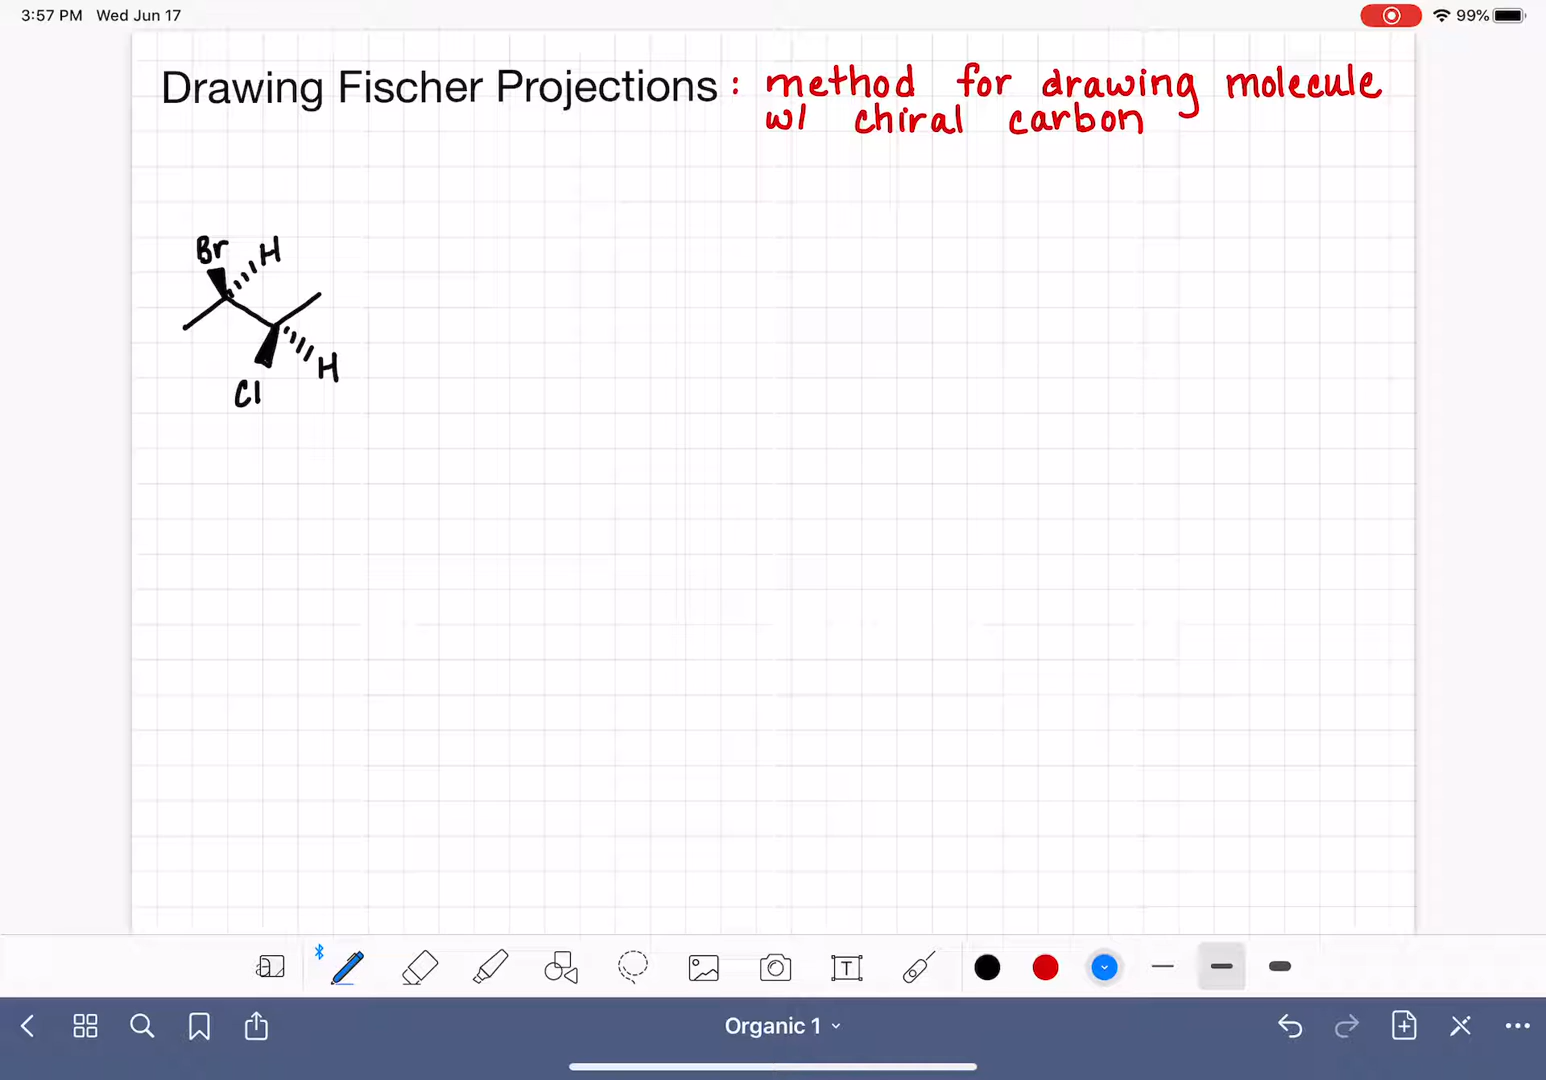 3:57 PM Wed Jun 17
99%
Drawing Fischer Projections : method for drawing molecule
w/ chiral carbon
Br H
Cl H
T
Organic 1